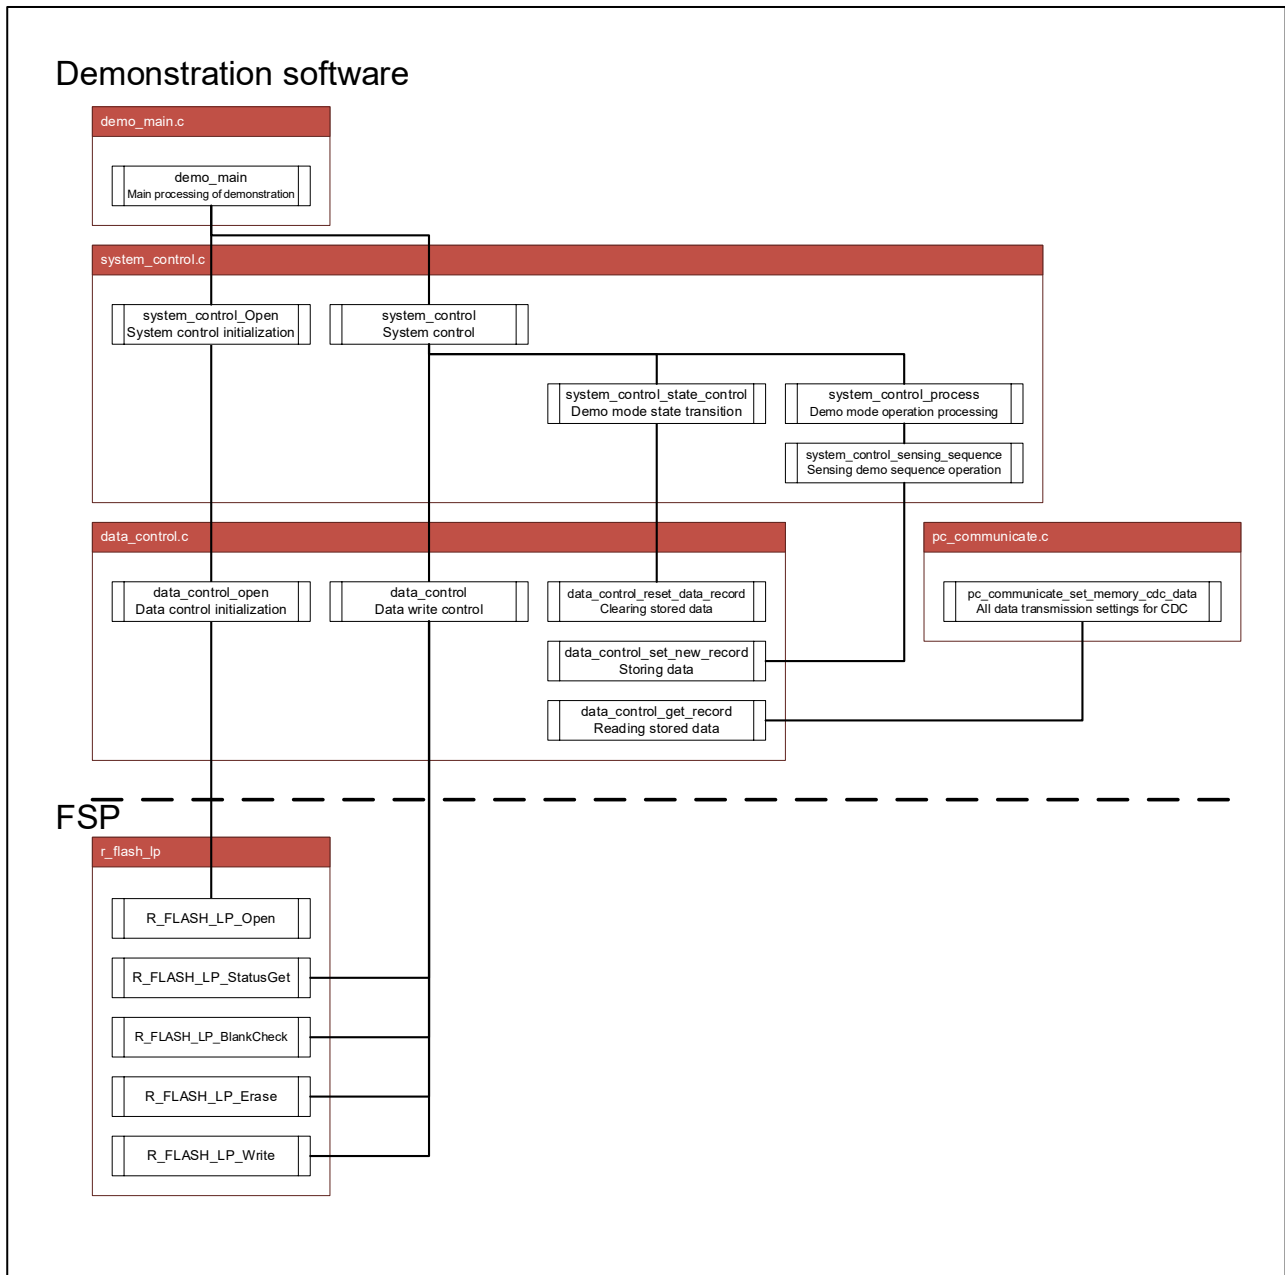 Demonstration software
demo_main.c
demo_main
Main processing of demonstration
system_control.c
system_control_Open
System control initialization
system_control
System control
system_control_state_control
Demo mode state transition
system_control_process
Demo mode operation processing
system_control_sensing_sequence
Sensing demo sequence operation
data_control.c
data_control_open
Data control initialization
data_control
Data write control
data_control_reset_data_record
Clearing stored data
data_control_set_new_record
Storing data
data_control_get_record
Reading stored data
pc_communicate.c
pc_communicate_set_memory_cdc_data
All data transmission settings for CDC
FSP
r_flash_lp
R_FLASH_LP_Open
R_FLASH_LP_StatusGet
R_FLASH_LP_BlankCheck
R_FLASH_LP_Erase
R_FLASH_LP_Write